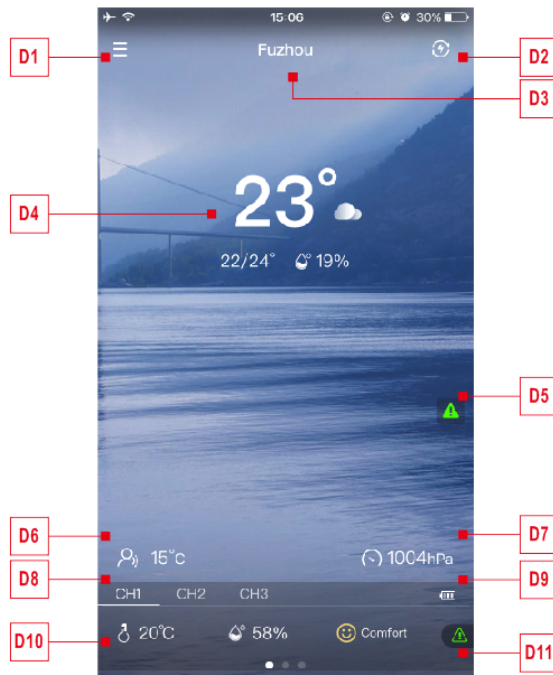 15:06 30%
D1 Fuzhou D2
D3
23°
D4
22/24° 19%
D5
D6 D7
15°c 1004hPa
D8 D9
CH1 CH2 CH3
D10 20°C 58% Comfort
D11